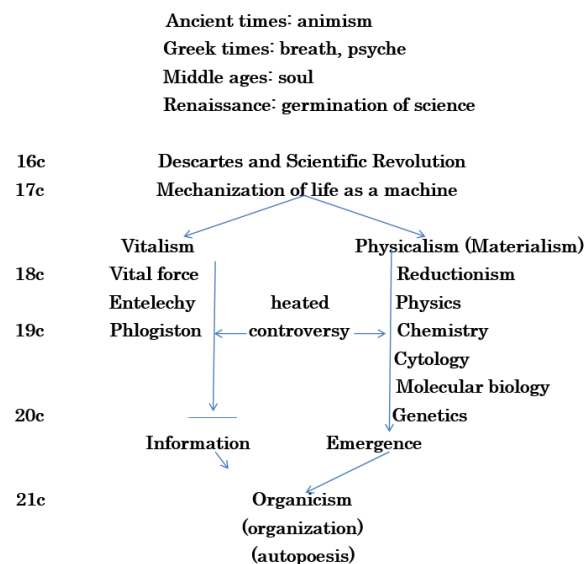 Ancient times: animism
Greek times: breath, psyche
Middle ages: soul
Renaissance: germination of science
16c Descartes and Scientific Revolution
17c Mechanization of life as a machine
Vitalism Physicalism (Materialism)
18c Vital force Reductionism
Entelechy heated Physics
19c Phlogiston controversy Chemistry
Cytology
Molecular biology
20c Genetics
Information Emergence
21c Organicism
(organization)
(autopoesis)